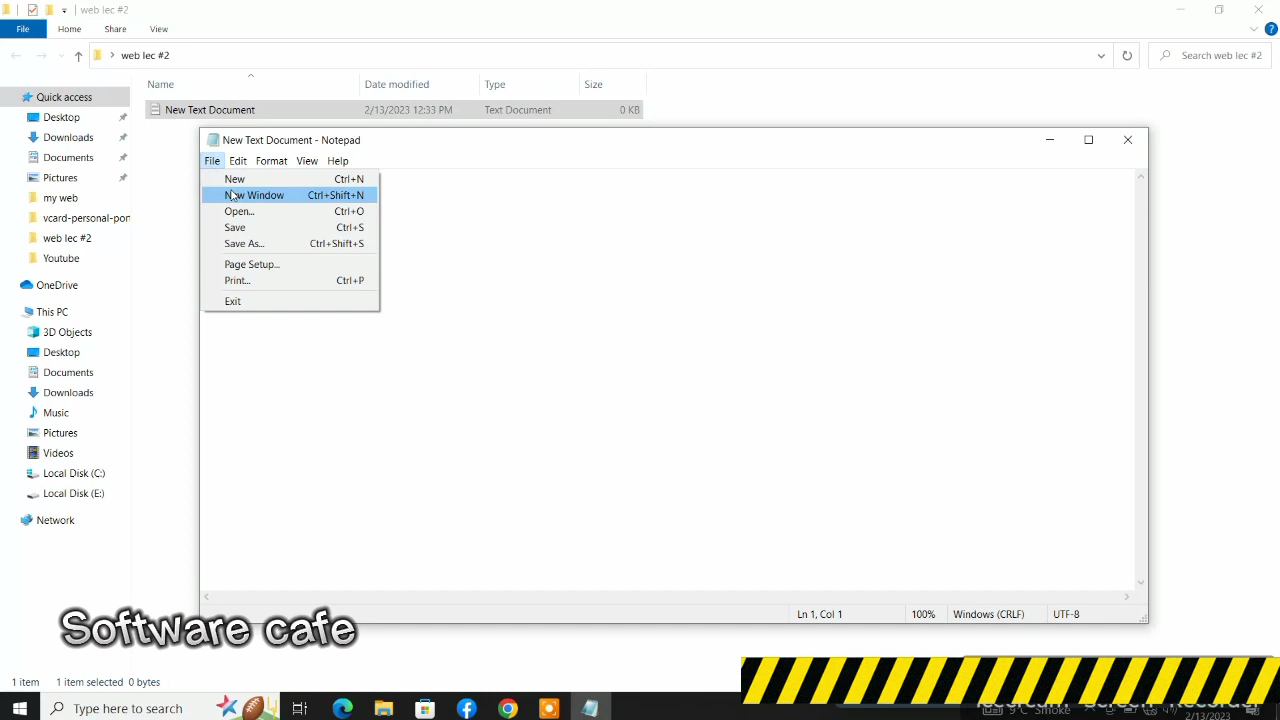 web lec #2
File Home Share View
web lec #2
Search web lec #2
Name Date modified Type Size
Quick access
New Text Document 2/13/2023 12:33 PM Text Document 0 KB
Desktop
Downloads
Documents
Pictures
my web
vcard-personal-por
web lec #2
Youtube
OneDrive
This PC
3D Objects
Desktop
Documents
Downloads
Music
Pictures
Videos
Local Disk (C:)
Local Disk (E:)
Network
New Text Document - Notepad
File Edit Format View Help
New Ctrl+N
New Window Ctrl+Shift+N
Open... Ctrl+O
Save Ctrl+S
Save As... Ctrl+Shift+S
Page Setup...
Print... Ctrl+P
Exit
Ln 1, Col 1 100% Windows (CRLF) UTF-8
Software cafe
1 item 1 item selected 0 bytes
Type here to search
Icecream Screen Recorder
9°C Smoke
2/13/2023